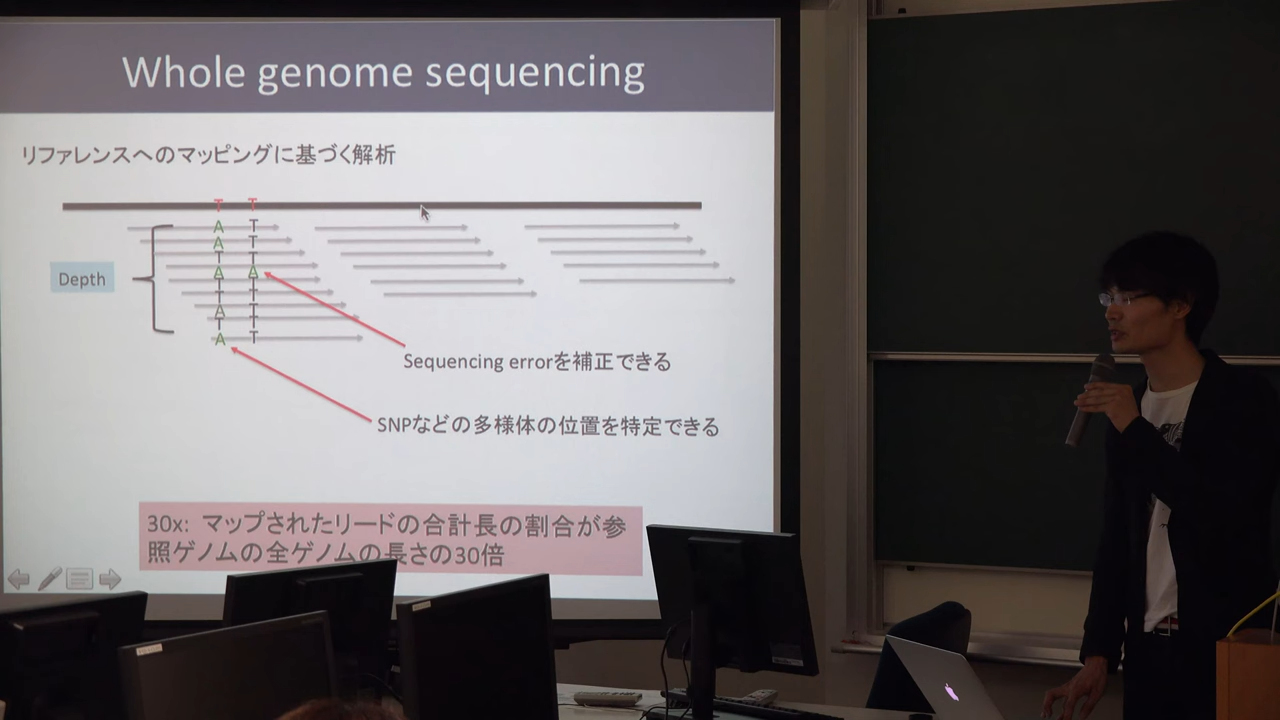 Whole genome sequencing
リファレンスへのマッピングに基づく解析
T T
A T
A T
T T
A A
T T
T T
A T
T T
A T
Depth
Sequencing errorを補正できる
SNPなどの多様体の位置を特定できる
30x: マップされたリードの合計長の割合が参
照ゲノムの全ゲノムの長さの30倍